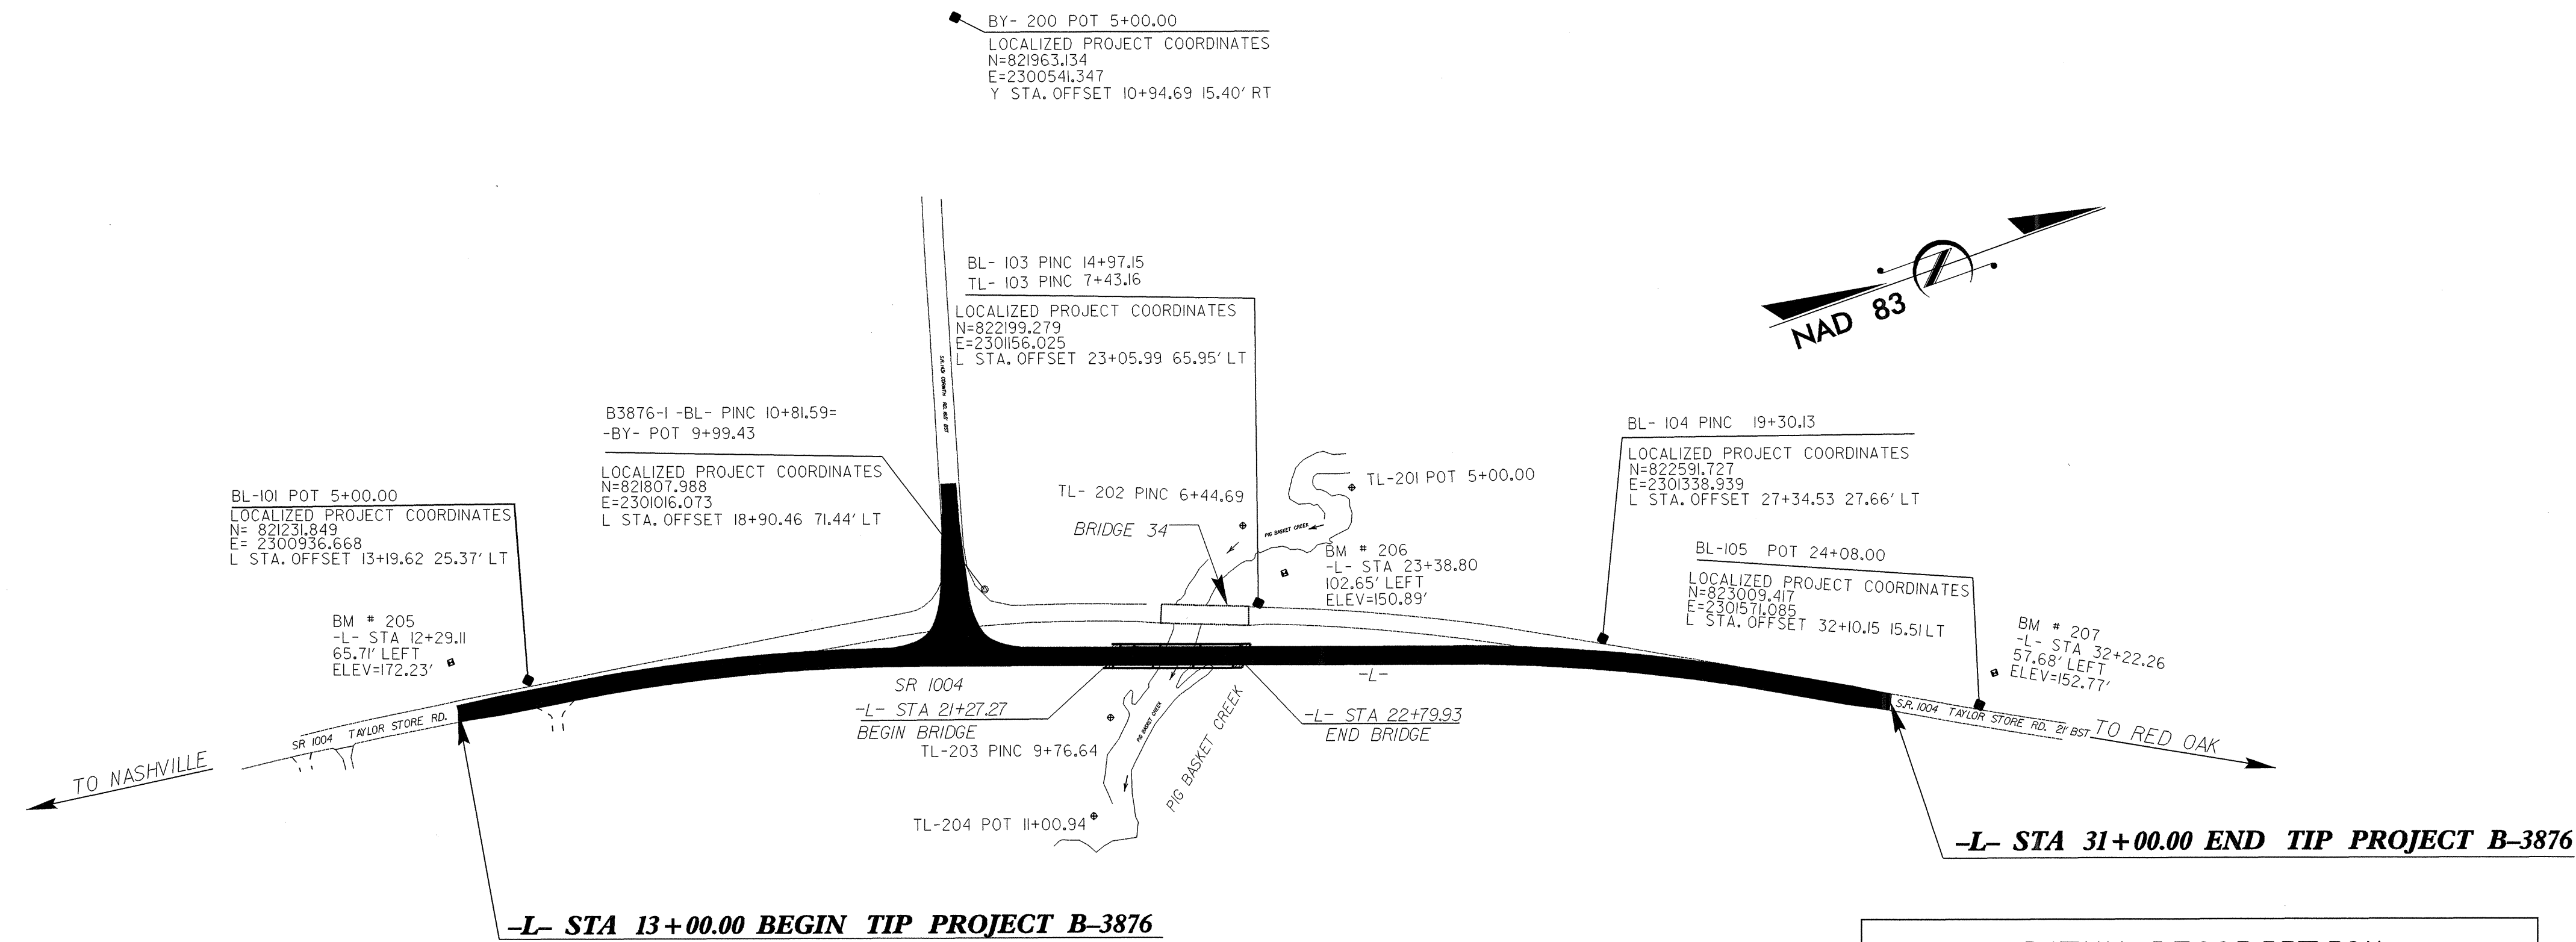 BY- 200 POT 5+00.00
LOCALIZED PROJECT COORDINATES
N=821963.134
E=2300541.347
Y STA. OFFSET 10+94.69 15.40' RT
BL- 103 PINC 14+97.15
TL- 103 PINC 7+43.16
LOCALIZED PROJECT COORDINATES
N=822199.279
E=2301156.025
L STA. OFFSET 23+05.99 65.95' LT
NAD 83
B3876-1 -BL- PINC 10+81.59=
-BY- POT 9+99.43
LOCALIZED PROJECT COORDINATES
N=821807.988
E=2301016.073
L STA. OFFSET 18+90.46 71.44' LT
BL- 104 PINC 19+30.13
LOCALIZED PROJECT COORDINATES
N=822591.727
E=2301338.939
L STA. OFFSET 27+34.53 27.66' LT
BL-101 POT 5+00.00
LOCALIZED PROJECT COORDINATES
N= 821231.849
E= 2300936.668
L STA. OFFSET 13+19.62 25.37' LT
TL-201 POT 5+00.00
TL- 202 PINC 6+44.69
BRIDGE 34
PIG BASKET CREEK
BM # 206
-L- STA 23+38.80
102.65' LEFT
ELEV=150.89'
BL-105 POT 24+08.00
LOCALIZED PROJECT COORDINATES
N=823009.417
E=2301571.085
L STA. OFFSET 32+10.15 15.51 LT
BM # 205
-L- STA 12+29.11
65.71' LEFT
ELEV=172.23'
BM # 207
-L- STA 32+22.26
57.68' LEFT
ELEV=152.77'
SR 1004
-L- STA 21+27.27
BEGIN BRIDGE
-L-
-L- STA 22+79.93
END BRIDGE
TL-203 PINC 9+76.64
PIG BASKET CREEK
PIG BASKET CREEK
TL-204 POT 11+00.94
SR 1004 TAYLOR STORE RD.
TO NASHVILLE
S.R. 1004 TAYLOR STORE RD. 21' BST
TO RED OAK
-L- STA 31+00.00 END TIP PROJECT B-3876
-L- STA 13+00.00 BEGIN TIP PROJECT B-3876